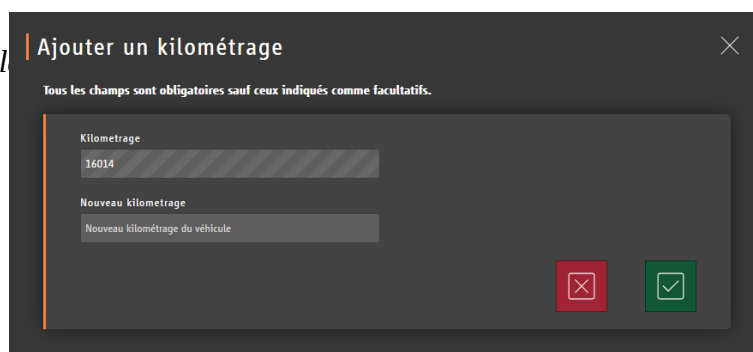 Ajouter un kilométrage
Tous les champs sont obligatoires sauf ceux indiqués comme facultatifs.
Kilometrage
16014
Nouveau kilometrage
Nouveau kilométrage du véhicule